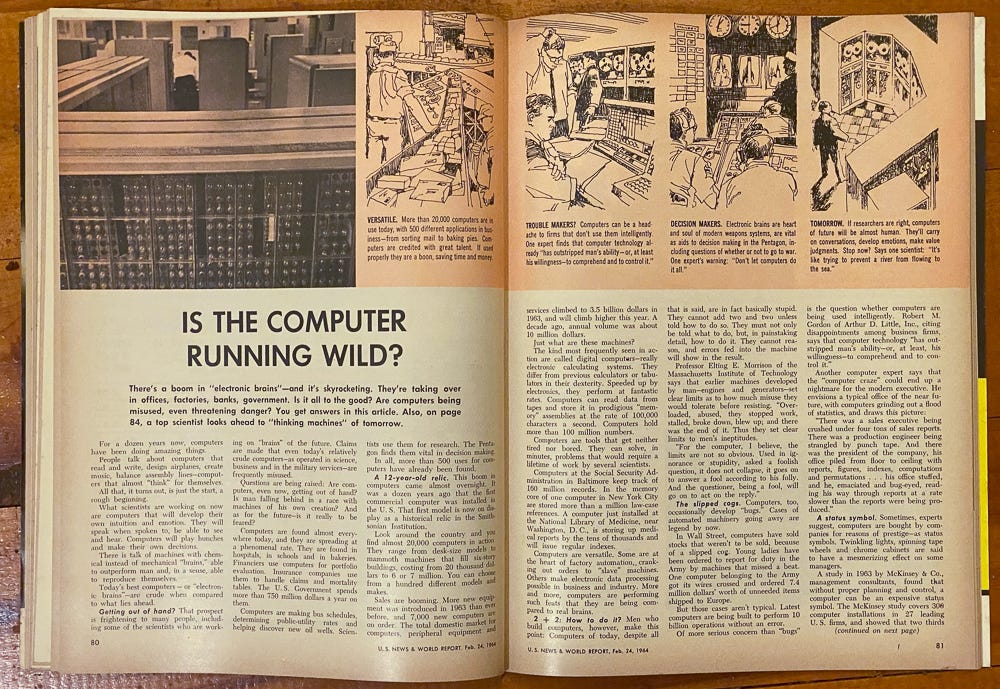 VERSATILE. More than 20,000 computers are in
use today, with 500 different applications in bus-
iness—from sorting mail to baking pies. Com-
puters are credited with great talent. If used
properly they are a boon, saving time and money.
TROUBLE MAKERS? Computers can be a head-
ache to firms that don't use them intelligently.
One expert finds that computer technology al-
ready "has outstripped man's ability—or, at least,
his willingness—to comprehend and to control it."
DECISION MAKERS. Electronic brains are heart
and soul of modern weapons systems, are vital
as aids to decision making in the Pentagon, in-
cluding questions of whether or not to go to war.
One expert's warning: "Don't let computers do
it all."
TOMORROW. If researchers are right, computers
of future will be almost human. They'll carry
on conversations, develop emotions, make value
judgments. Stop now? Says one scientist: "It's
like trying to prevent a river from flowing to
the sea."
IS THE COMPUTER
RUNNING WILD?
There's a boom in "electronic brains"—and it's skyrocketing. They're taking over
in offices, factories, banks, government. Is it all to the good? Are computers being
misused, even threatening danger? You get answers in this article. Also, on page
84, a top scientist looks ahead to "thinking machines" of tomorrow.
For a dozen years now, computers
have been doing amazing things.
People talk about computers that
read and write, design airplanes, create
music, balance assembly lines—comput-
ers that almost "think" for themselves.
All that, it turns out, is just the start, a
rough beginning.
What scientists are working on now
are computers that will develop their
own intuition and emotion. They will
speak when spoken to, be able to see
and hear. Computers will play hunches
and make their own decisions.
There is talk of machines with chem-
ical instead of mechanical "brains," able
to outperform man and, in a sense, able
to reproduce themselves.
Today's best computers—or "electron-
ic brains"—are crude when compared
to what lies ahead.
Getting out of hand? That prospect
is frightening to many people, includ-
ing some of the scientists who are work-
ing on "brains" of the future. Claims
are made that even today's relatively
crude computers—as operated in science,
business and in the military services—are
frequently misused.
Questions are being raised: Are com-
puters, even now, getting out of hand?
Is man falling behind in a race with
machines of his own creation? And
as for the future—is it really to be
feared?
Computers are found almost every-
where today, and they are spreading at
a phenomenal rate. They are found in
hospitals, in schools and in bakeries.
Financiers use computers for portfolio
evaluation. Insurance companies use
them to handle claims and mortality
tables. The U.S. Government spends
more than 750 million dollars a year on
them.
Computers are making bus schedules,
determining public-utility rates and
helping discover new oil wells. Scien-
tists use them for research. The Penta-
gon finds them vital in decision making.
In all, more than 500 uses for com-
puters have already been found.
A 12-year-old relic. This boom in
computers came almost overnight. It
was a dozen years ago that the first
commercial computer was installed in
the U.S. That first model is now on dis-
play as a historical relic in the Smith-
sonian Institution.
Look around the country and you
find almost 20,000 computers in action.
They range from desk-size models to
mammoth machines that fill six-story
buildings, costing from 20 thousand dol-
lars to 6 or 7 million. You can choose
from a hundred different models and
makes.
Sales are booming. More new equip-
ment was introduced in 1963 than ever
before, and 7,000 new computers are
on order. The total domestic market for
computers, peripheral equipment and
80
U.S. NEWS & WORLD REPORT, Feb. 24, 1964
services climbed to 3.5 billion dollars in
1963, and will climb higher this year. A
decade ago, annual volume was about
10 million dollars.
Just what are these machines?
The kind most frequently seen in ac-
tion are called digital computers—really
electronic calculating systems. They
differ from previous calculators or tabu-
lators in their dexterity. Speeded up by
electronics, they perform at fantastic
rates. Computers can read data from
tapes and store it in prodigious "mem-
ory" assemblies at the rate of 100,000
characters a second. Computers hold
more than 100 million numbers.
Computers are tools that get neither
tired nor bored. They can solve, in
minutes, problems that would require a
lifetime of work by several scientists.
Computers at the Social Security Ad-
ministration in Baltimore keep track of
160 million records. In the memory
core of one computer in New York City
are stored more than a million law-case
references. A computer just installed at
the National Library of Medicine, near
Washington, D. C., is storing up medi-
cal reports by the tens of thousands and
will issue regular indexes.
Computers are versatile. Some are at
the heart of factory automation, crank-
ing out orders to "slave" machines.
Others make electronic data processing
possible in business and industry. More
and more, computers are performing
such feats that they are being com-
pared to real brains.
2 + 2: How to do it? Men who
build computers, however, make this
point: Computers of today, despite all
that is said, are in fact basically stupid.
They cannot add two and two unless
told how to do so. They must not only
be told what to do, but, in painstaking
detail, how to do it. They cannot rea-
son, and errors fed into the machine
will show in the result.
Professor Elting E. Morison of the
Massachusetts Institute of Technology
says that earlier machines developed
by man—engines and generators—set
clear limits as to how much misuse they
would tolerate before resisting. "Over-
loaded, abused, they stopped work,
stalled, broke down, blew up; and there
was the end of it. Thus they set clear
limits to men's ineptitudes.
"For the computer, I believe, the
limits are not so obvious. Used in ig-
norance or stupidity, asked a foolish
question, it does not collapse, it goes on
to answer a fool according to his folly.
And the questioner, being a fool, will
go on to act on the reply."
The slipped cogs. Computers, too,
occasionally develop "bugs." Cases of
automated machinery going awry are
legend by now.
In Wall Street, computers have sold
stocks that weren't to be sold, because
of a slipped cog. Young ladies have
been ordered to report for duty in the
Army by machines that missed a beat.
One computer belonging to the Army
got its wires crossed and ordered 7.4
million dollars' worth of unneeded items
shipped to Europe.
But those cases aren't typical. Latest
computers are being built to perform 10
billion operations without an error.
Of more serious concern than "bugs"
is the question whether computers are
being used intelligently. Robert M.
Gordon of Arthur D. Little, Inc., citing
disappointments among business firms,
says that computer technology "has out-
stripped man's ability—or, at least, his
willingness—to comprehend and to con-
trol it."
Another computer expert says that
the "computer craze" could end up a
nightmare for the modern executive. He
envisions a typical office of the near fu-
ture, with computers grinding out a flood
of statistics, and draws this picture:
"There was a sales executive being
crushed under four tons of sales reports.
There was a production engineer being
strangled by punch tape. And there
was the president of the company, his
office piled from floor to ceiling with
reports, figures, indexes, computations
and permutations . . . his office stuffed,
and he, emaciated and bug-eyed, read-
ing his way through reports at a rate
slower than the reports were being pro-
duced."
A status symbol. Sometimes, experts
suggest, computers are bought by com-
panies for reasons of prestige—as status
symbols. Twinkling lights, spinning tape
wheels and chrome cabinets are said
to have a mesmerizing effect on some
managers.
A study in 1963 by McKinsey & Co.,
management consultants, found that
without proper planning and control, a
computer can be an expensive status
symbol. The McKinsey study covers 306
computer installations in 27 leading
U.S. firms, and showed that two thirds
(continued on next page)
U. S. NEWS & WORLD REPORT, Feb. 24, 1964
81